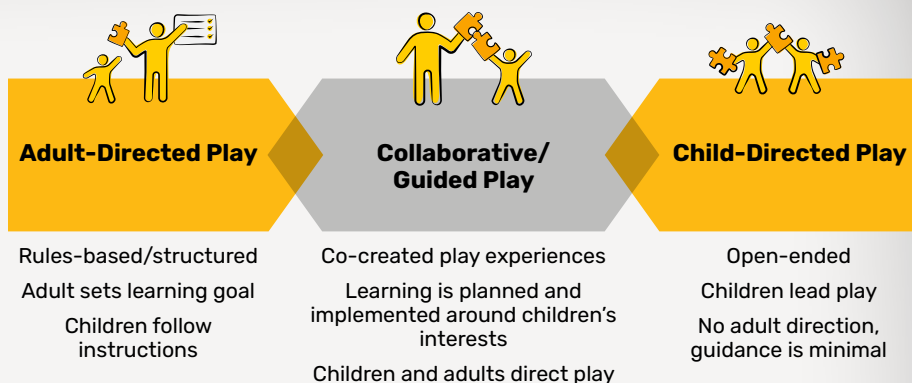 Adult-Directed Play
Collaborative/
Guided Play
Child-Directed Play
Rules-based/structured
Adult sets learning goal
Children follow
instructions
Co-created play experiences
Learning is planned and
implemented around children's
interests
Children and adults direct play
Open-ended
Children lead play
No adult direction,
guidance is minimal